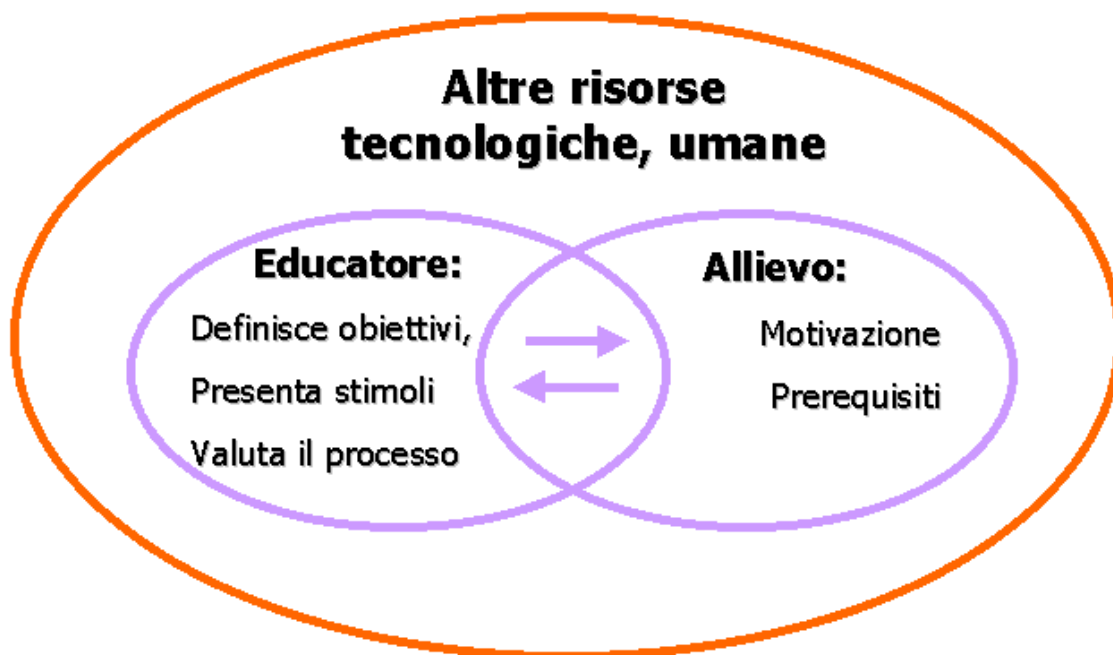 Altre risorse
tecnologiche, umane
Educatore:
Definisce obiettivi,
Presenta stimoli
Valuta il processo
Allievo:
Motivazione
Prerequisiti